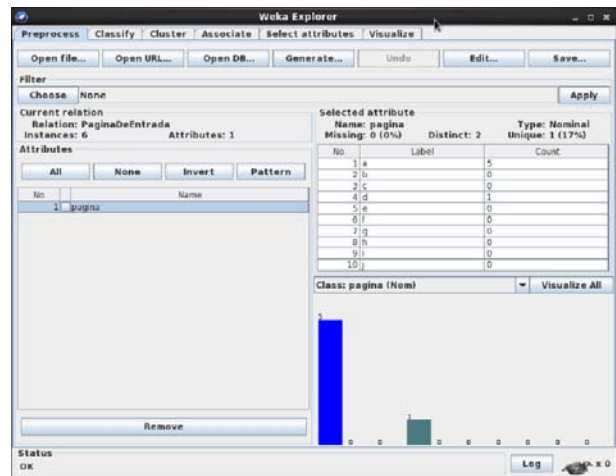 Weka Explorer
Preprocess Classify Cluster Associate Select attributes Visualize
Open file... Open URL... Open DB... Generate... Undo Edit... Save...
Filter
Choose None Apply
Current relation
Relation: PaginaDeEntrada
Instances: 6 Attributes: 1
Attributes
All None Invert Pattern
No. Name
1 pagina
Remove
Selected attribute
Name: pagina Type: Nominal
Missing: 0 (0%) Distinct: 2 Unique: 1 (17%)
No. Label Count
1 a 5
2 b 0
3 c 0
4 d 1
5 e 0
6 f 0
7 g 0
8 h 0
9 i 0
10 j 0
Class: pagina (Nom) Visualize All
5
1
0 0 0 0 0 0 0 0
Status
OK Log x 0